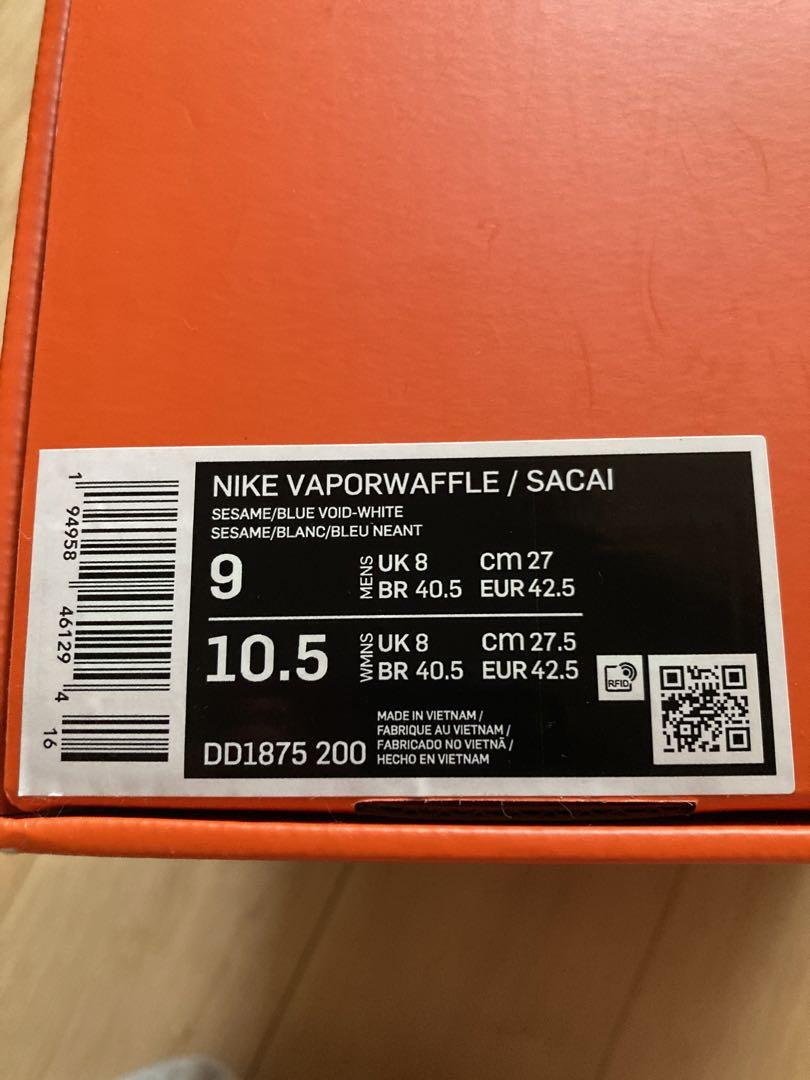 NIKE VAPORWAFFLE / SACAI
SESAME/BLUE VOID-WHITE
SESAME/BLANC/BLEU NEANT
9 MENS UK 8 cm 27
BR 40.5 EUR 42.5
10.5 WMNS UK 8 cm 27.5
BR 40.5 EUR 42.5
RFID
DD1875 200
MADE IN VIETNAM /
FABRIQUE AU VIETNAM /
FABRICADO NO VIETNÃ /
HECHO EN VIETNAM
1 94958 46129 4 16